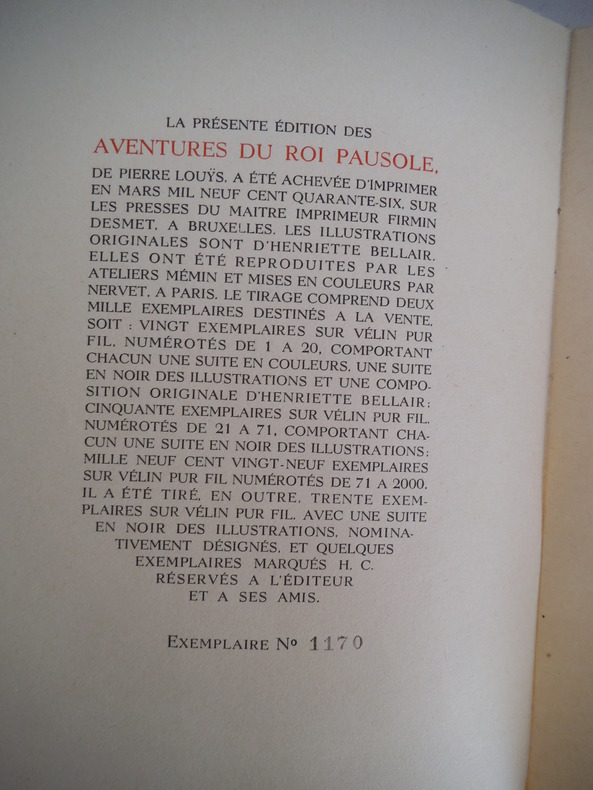 LA PRÉSENTE ÉDITION DES
AVENTURES DU ROI PAUSOLE,
DE PIERRE LOUŸS, A ÉTÉ ACHEVÉE D'IMPRIMER
EN MARS MIL NEUF CENT QUARANTE-SIX, SUR
LES PRESSES DU MAITRE IMPRIMEUR FIRMIN
DESMET, A BRUXELLES. LES ILLUSTRATIONS
ORIGINALES SONT D'HENRIETTE BELLAIR.
ELLES ONT ÉTÉ REPRODUITES PAR LES
ATELIERS MÉMIN ET MISES EN COULEURS PAR
NERVET, A PARIS. LE TIRAGE COMPREND DEUX
MILLE EXEMPLAIRES DESTINÉS A LA VENTE,
SOIT : VINGT EXEMPLAIRES SUR VÉLIN PUR
FIL, NUMÉROTÉS DE 1 A 20, COMPORTANT
CHACUN UNE SUITE EN COULEURS, UNE SUITE
EN NOIR DES ILLUSTRATIONS ET UNE COMPO-
SITION ORIGINALE D'HENRIETTE BELLAIR;
CINQUANTE EXEMPLAIRES SUR VÉLIN PUR FIL,
NUMÉROTÉS DE 21 A 71, COMPORTANT CHA-
CUN UNE SUITE EN NOIR DES ILLUSTRATIONS;
MILLE NEUF CENT VINGT-NEUF EXEMPLAIRES
SUR VÉLIN PUR FIL NUMÉROTÉS DE 71 A 2000.
IL A ÉTÉ TIRÉ, EN OUTRE, TRENTE EXEM-
PLAIRES SUR VÉLIN PUR FIL, AVEC UNE SUITE
EN NOIR DES ILLUSTRATIONS, NOMINA-
TIVEMENT DÉSIGNÉS, ET QUELQUES
EXEMPLAIRES MARQUÉS H. C.
RÉSERVÉS A L'ÉDITEUR
ET A SES AMIS.
EXEMPLAIRE Nº 1170